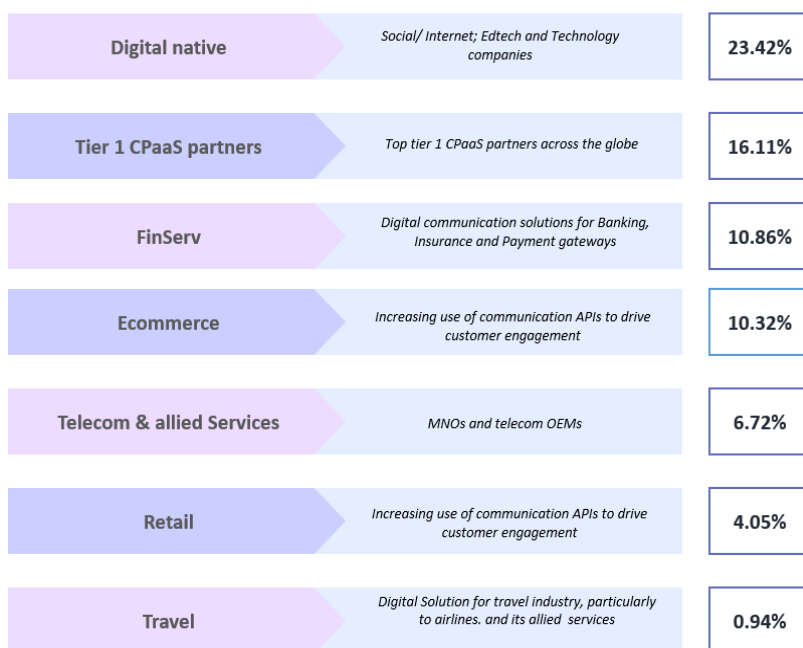 Digital native
Social/ Internet; Edtech and Technology
companies
23.42%
Tier 1 CPaaS partners
Top tier 1 CPaaS partners across the globe
16.11%
FinServ
Digital communication solutions for Banking,
Insurance and Payment gateways
10.86%
Ecommerce
Increasing use of communication APIs to drive
customer engagement
10.32%
Telecom & allied Services
MNOs and telecom OEMs
6.72%
Retail
Increasing use of communication APIs to drive
customer engagement
4.05%
Travel
Digital Solution for travel industry, particularly
to airlines. and its allied  services
0.94%